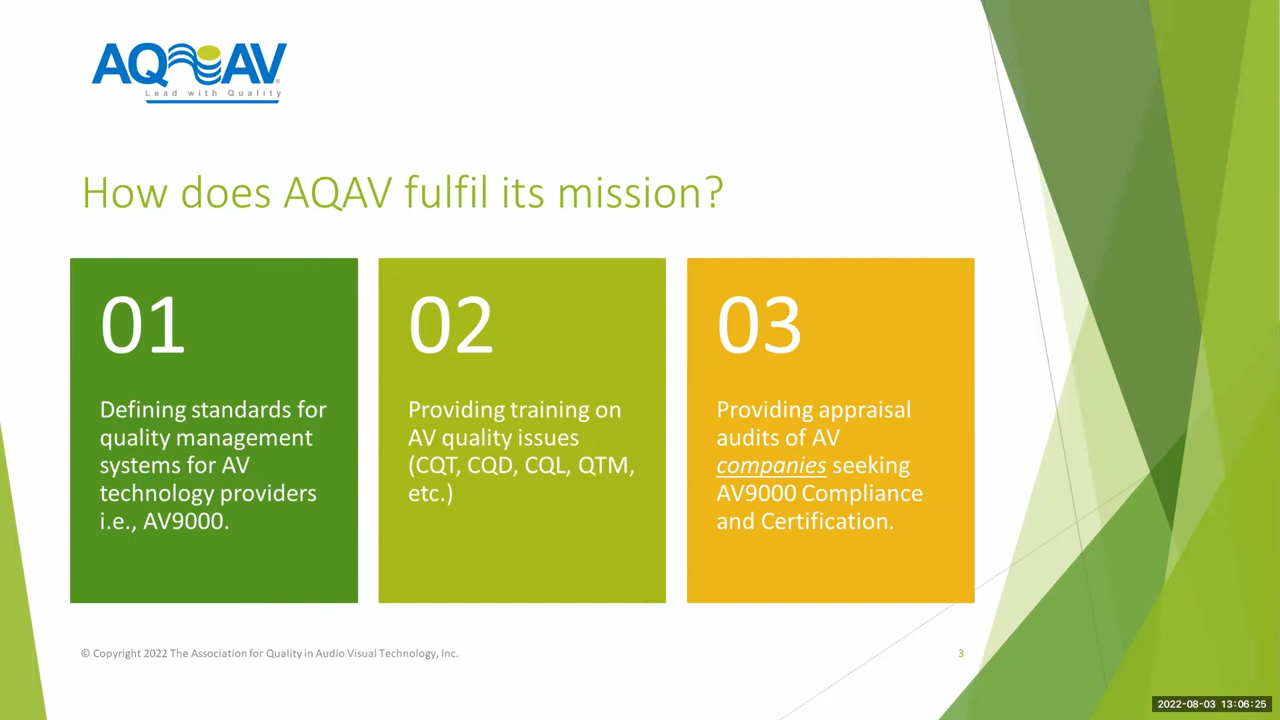 AQAV
Lead with Quality
How does AQAV fulfil its mission?
01
Defining standards for
quality management
systems for AV
technology providers
i.e., AV9000.
02
Providing training on
AV quality issues
(CQT, CQD, CQL, QTM,
etc.)
03
Providing appraisal
audits of AV
companies seeking
AV9000 Compliance
and Certification.
© Copyright 2022 The Association for Quality in Audio Visual Technology, Inc.
3
2022-08-03 13:06:25